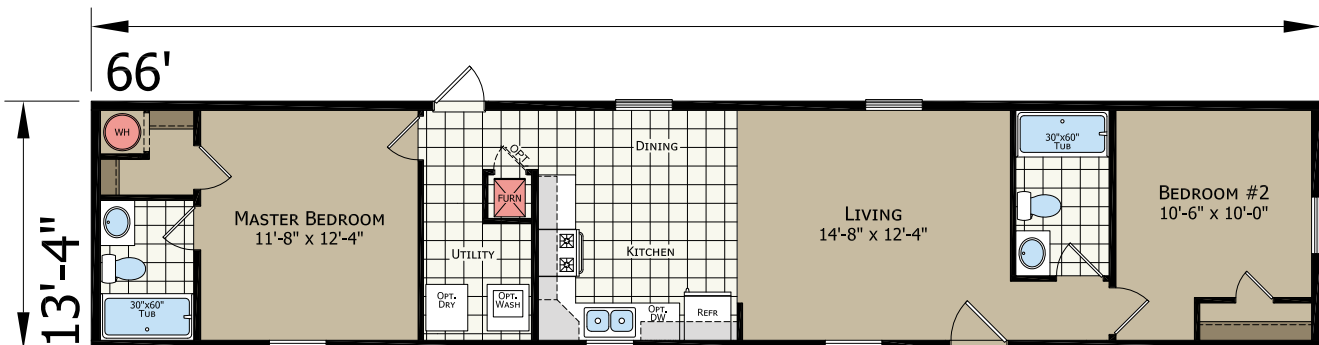 66'
13'-4"
WH
30"x60"
TUB
MASTER BEDROOM
11'-8" x 12'-4"
OPT.
FURN
UTILITY
OPT.
DRY
OPT.
WASH
DINING
KITCHEN
OPT.
DW
REFR
LIVING
14'-8" x 12'-4"
30"x60"
TUB
BEDROOM #2
10'-6" x 10'-0"